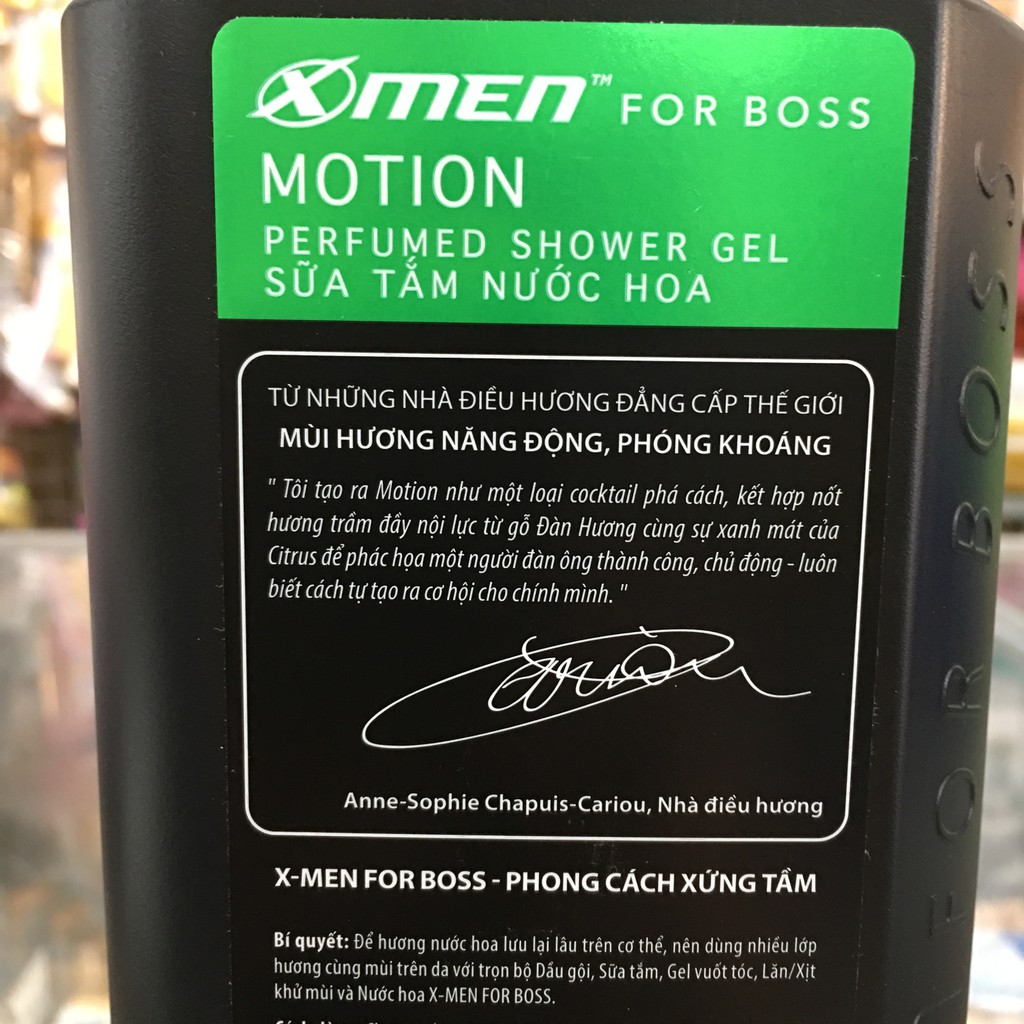 X-MEN™ FOR BOSS
MOTION
PERFUMED SHOWER GEL
SỮA TẮM NƯỚC HOA
TỪ NHỮNG NHÀ ĐIỀU HƯƠNG ĐẲNG CẤP THẾ GIỚI
MÙI HƯƠNG NĂNG ĐỘNG, PHÓNG KHOÁNG
" Tôi tạo ra Motion như một loại cocktail phá cách, kết hợp nốt
hương trầm đầy nội lực từ gỗ Đàn Hương cùng sự xanh mát của
Citrus để phác họa một người đàn ông thành công, chủ động - luôn
biết cách tự tạo ra cơ hội cho chính mình. "
Anne-Sophie Chapuis-Cariou, Nhà điều hương
X-MEN FOR BOSS - PHONG CÁCH XỨNG TẦM
Bí quyết: Để hương nước hoa lưu lại lâu trên cơ thể, nên dùng nhiều lớp
hương cùng mùi trên da với trọn bộ Dầu gội, Sữa tắm, Gel vuốt tóc, Lăn/Xịt
khử mùi và Nước hoa X-MEN FOR BOSS.
FOR BOSS